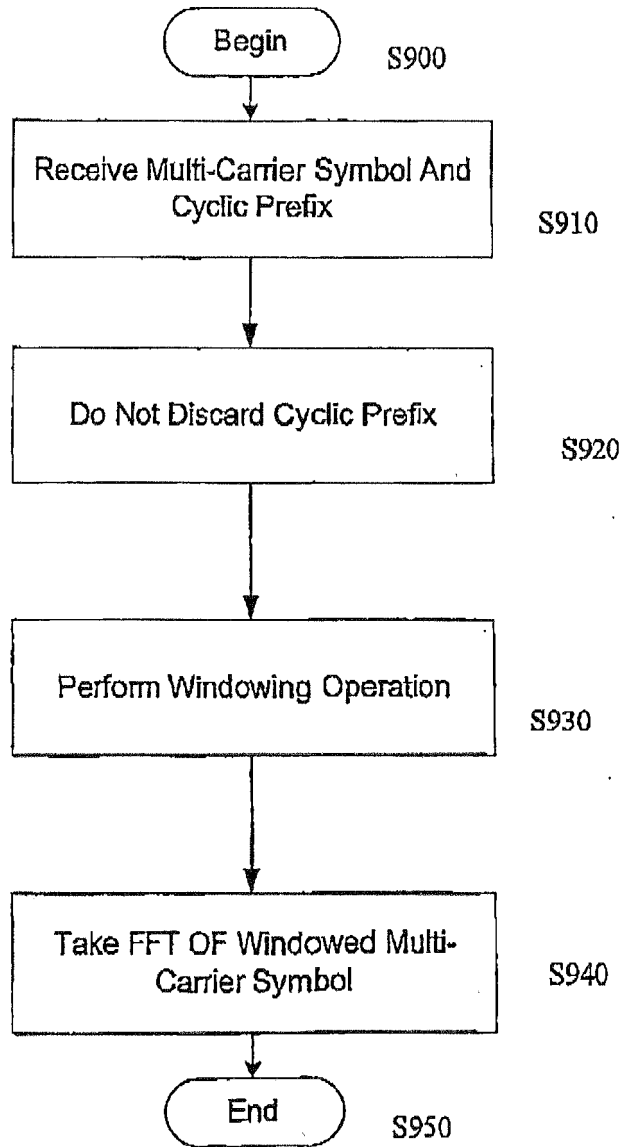 Begin
S900
Receive Multi-Carrier Symbol And
Cyclic Prefix
S910
Do Not Discard Cyclic Prefix
S920
Perform Windowing Operation
S930
Take FFT OF Windowed Multi-
Carrier Symbol
S940
End
S950